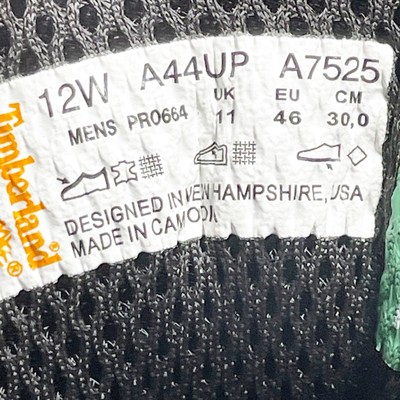 12W A44UP A7525
UK EU CM
MENS PRO664 11 46 30,0
DESIGNED IN NEW HAMPSHIRE, USA
MADE IN CAMBODIA
Timberland